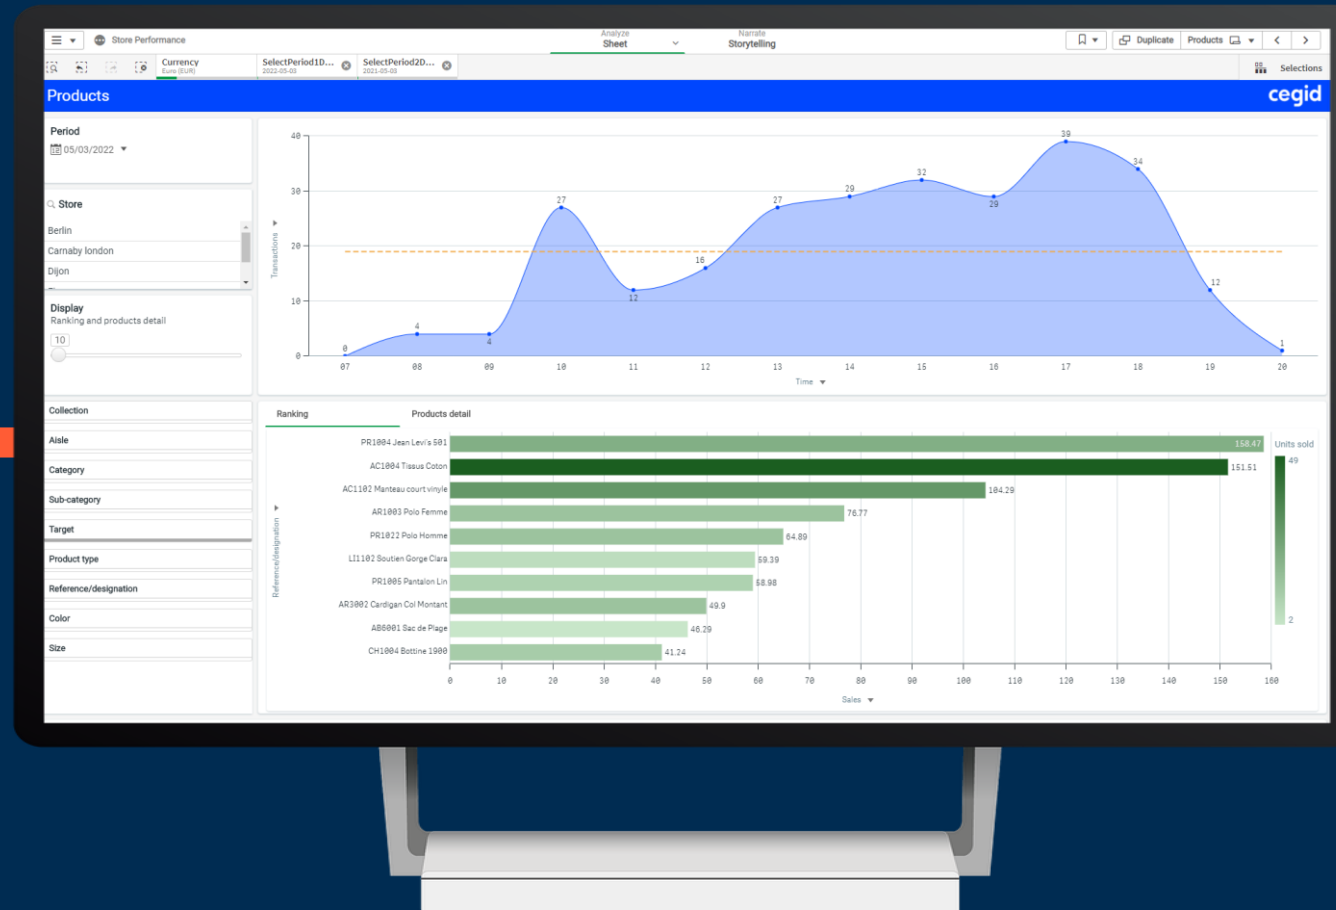 Store Performance
Analyze
Sheet
Narrate
Storytelling
Duplicate
Products
Currency
Euro (EUR)
SelectPeriod1D...
2022-05-03
SelectPeriod2D...
2021-05-03
Selections
Products
cegid
Period
05/03/2022
Store
Berlin
Carnaby london
Dijon
Display
Ranking and products detail
10
Collection
Aisle
Category
Sub-category
Target
Product type
Reference/designation
Color
Size
Transactions
40
30
20
10
0
0
4
4
27
12
16
27
29
32
29
39
34
12
1
07 08 09 10 11 12 13 14 15 16 17 18 19 20
Time
Ranking
Products detail
Reference/designation
PR1004 Jean Levi's 501 158.47
AC1004 Tissus Coton 151.51
AC1102 Manteau court vinyle 104.29
AR1003 Polo Femme 76.77
PR1022 Polo Homme 64.89
LI1102 Soutien Gorge Clara 59.39
PR1005 Pantalon Lin 58.98
AR3002 Cardigan Col Montant 49.9
AB6001 Sac de Plage 46.29
CH1004 Bottine 1900 41.24
0 10 20 30 40 50 60 70 80 90 100 110 120 130 140 150 160
Sales
Units sold
49
2